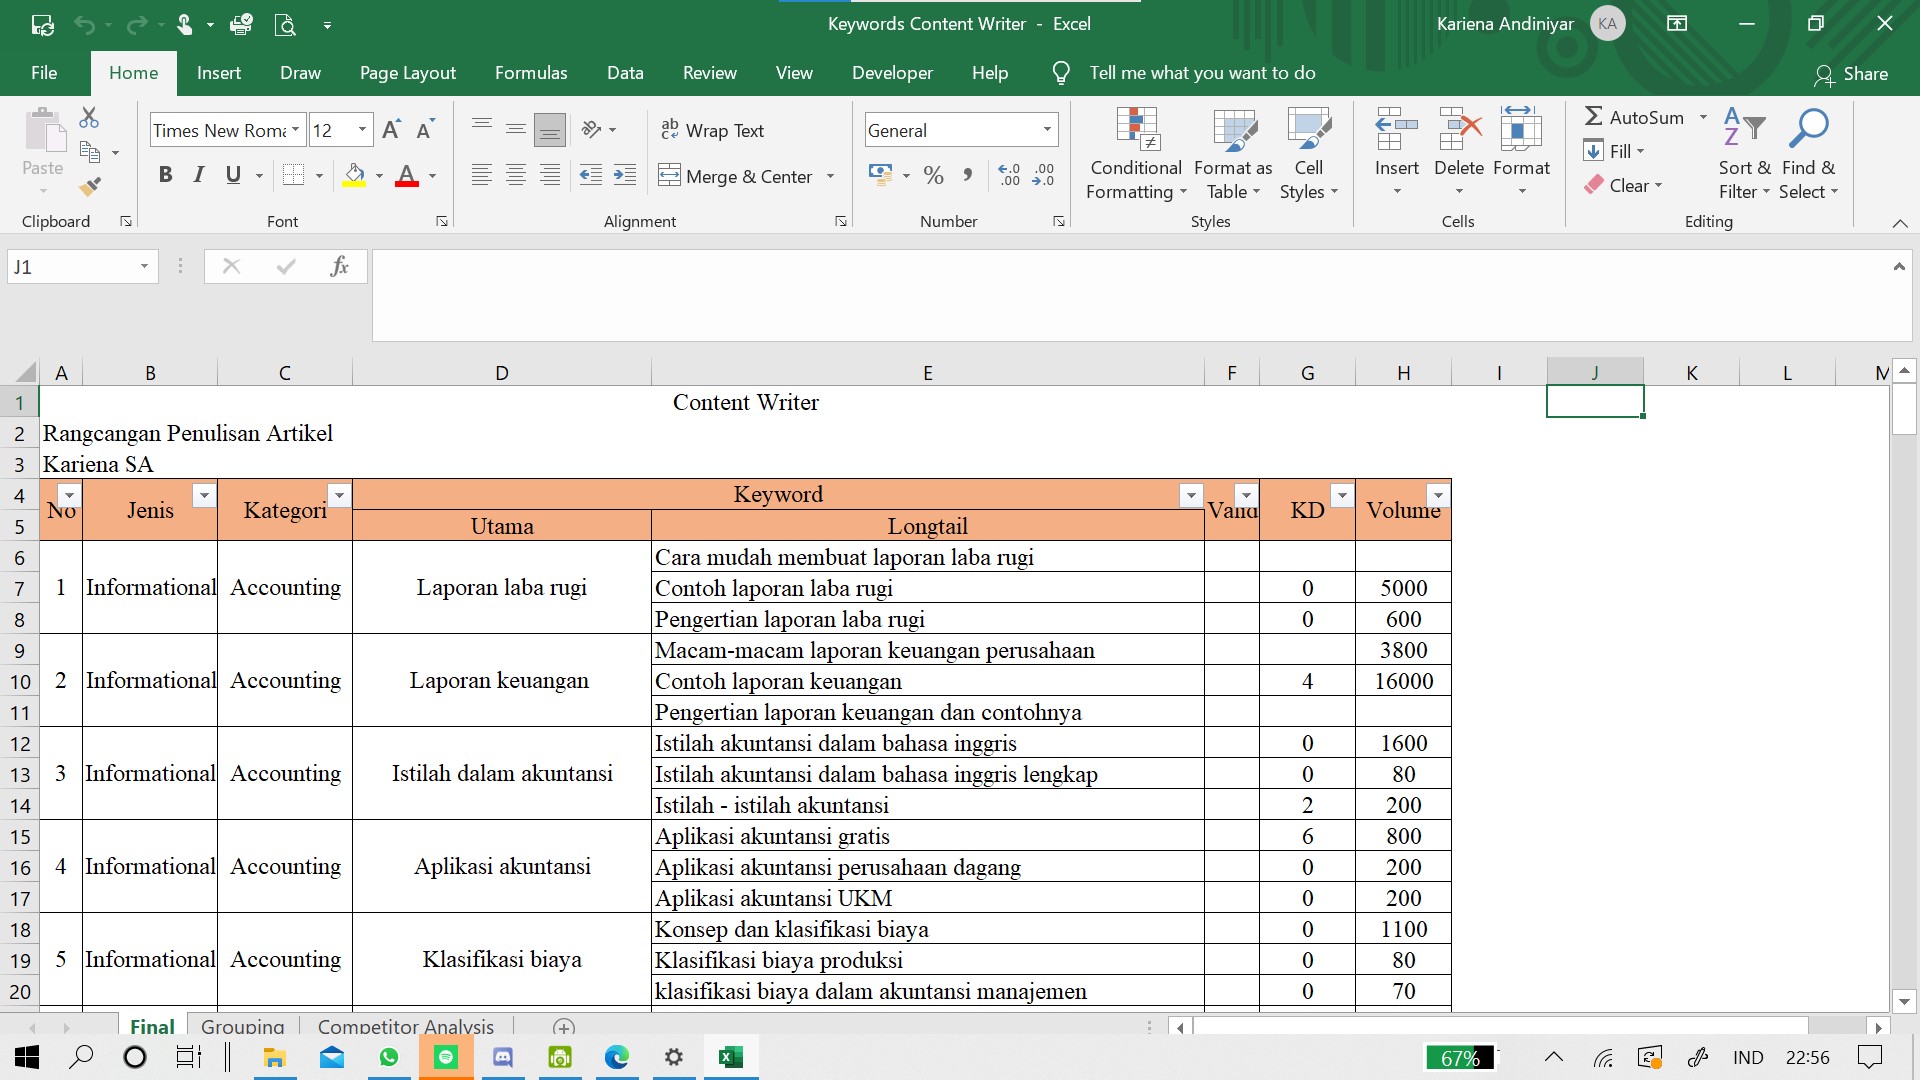 Keywords Content Writer - Excel
Kariena Andiniyar KA
File Home Insert Draw Page Layout Formulas Data Review View Developer Help Tell me what you want to do Share
Paste
Clipboard
Times New Roma 12
B I U
Font
Wrap Text
Merge & Center
Alignment
General
Number
Conditional Formatting
Format as Table
Cell Styles
Styles
Insert Delete Format
Cells
AutoSum
Fill
Clear
Sort & Filter
Find & Select
Editing
J1 fx
A B C D E F G H I J K L M
1 Content Writer
2 Rangcangan Penulisan Artikel
3 Kariena SA
4 No Jenis Kategori Keyword Valid KD Volume
5 Utama Longtail
6 Cara mudah membuat laporan laba rugi
7 1 Informational Accounting Laporan laba rugi Contoh laporan laba rugi 0 5000
8 Pengertian laporan laba rugi 0 600
9 Macam-macam laporan keuangan perusahaan 3800
10 2 Informational Accounting Laporan keuangan Contoh laporan keuangan 4 16000
11 Pengertian laporan keuangan dan contohnya
12 Istilah akuntansi dalam bahasa inggris 0 1600
13 3 Informational Accounting Istilah dalam akuntansi Istilah akuntansi dalam bahasa inggris lengkap 0 80
14 Istilah - istilah akuntansi 2 200
15 Aplikasi akuntansi gratis 6 800
16 4 Informational Accounting Aplikasi akuntansi Aplikasi akuntansi perusahaan dagang 0 200
17 Aplikasi akuntansi UKM 0 200
18 Konsep dan klasifikasi biaya 0 1100
19 5 Informational Accounting Klasifikasi biaya Klasifikasi biaya produksi 0 80
20 klasifikasi biaya dalam akuntansi manajemen 0 70
Final Grouping Competitor Analysis
67% IND 22:56